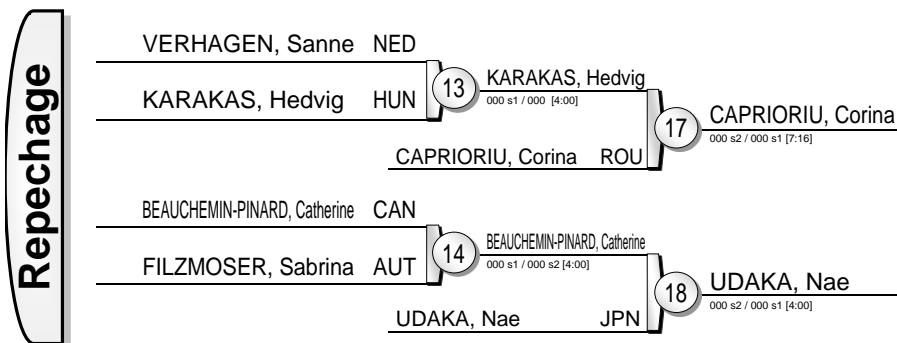 Repechage
VERHAGEN, Sanne NED
KARAKAS, Hedvig HUN
13
KARAKAS, Hedvig
000 s1 / 000 [4:00]
CAPRIORIU, Corina ROU
17
CAPRIORIU, Corina
000 s2 / 000 s1 [7:16]
BEAUCHEMIN-PINARD, Catherine CAN
FILZMOSER, Sabrina AUT
14
BEAUCHEMIN-PINARD, Catherine
000 s1 / 000 s2 [4:00]
UDAKA, Nae JPN
18
UDAKA, Nae
000 s2 / 000 s1 [4:00]